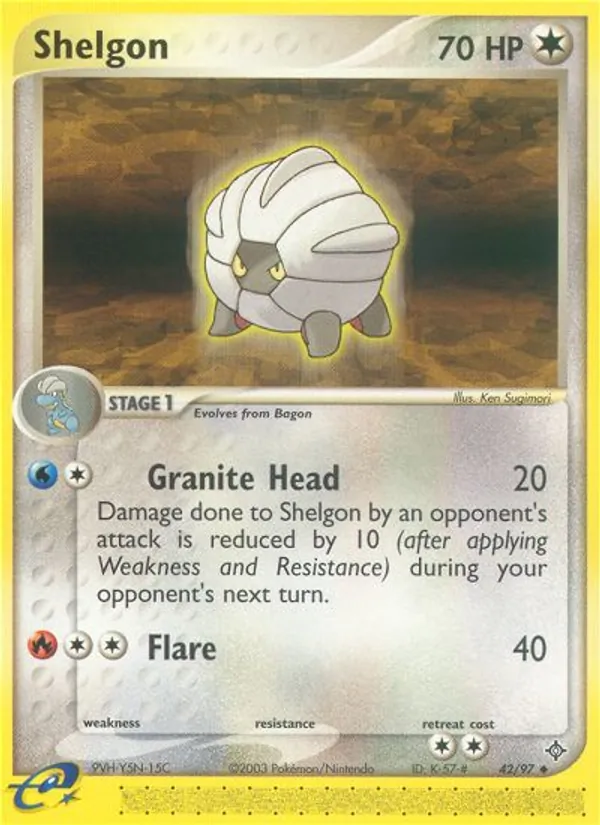 Shelgon
70 HP
STAGE 1
Evolves from Bagon
Illus. Ken Sugimori
Granite Head 20
Damage done to Shelgon by an opponent's
attack is reduced by 10 (after applying
Weakness and Resistance) during your
opponent's next turn.
Flare 40
weakness resistance retreat cost
9VH-Y5N-15C ©2003 Pokémon/Nintendo ID: K-57-# 42/97
e